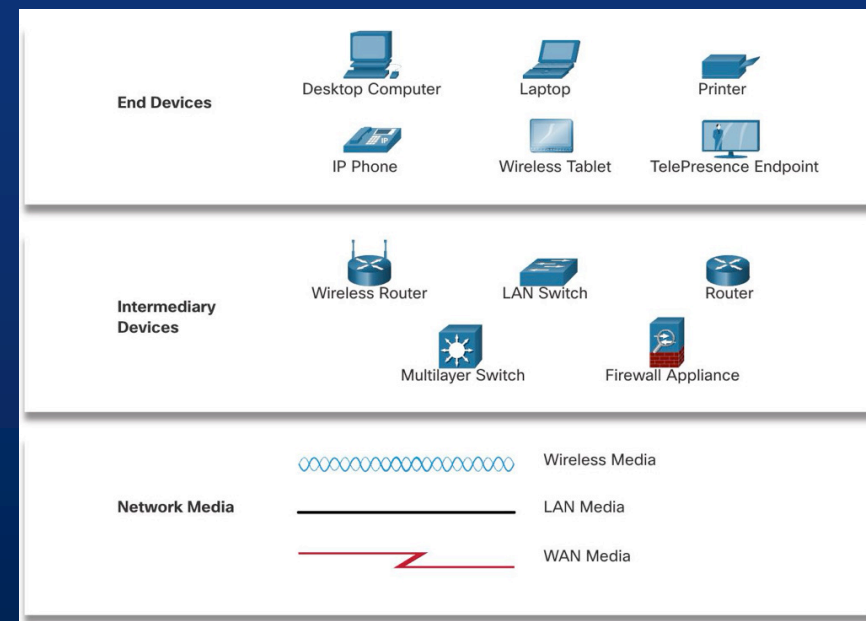 End Devices
Desktop Computer
Laptop
Printer
IP
IP Phone
Wireless Tablet
TelePresence Endpoint
Intermediary
Devices
Wireless Router
LAN Switch
Router
Multilayer Switch
Firewall Appliance
Network Media
Wireless Media
LAN Media
WAN Media